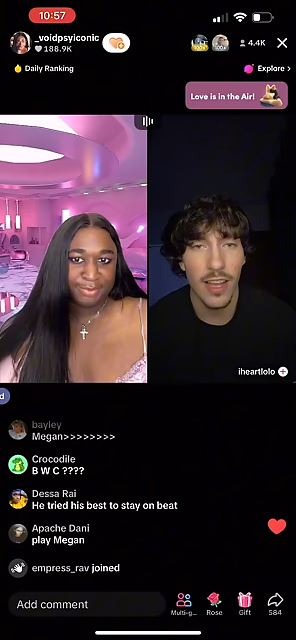 10:57
_voidpsyiconic
188.9K
4.4K
Daily Ranking
Explore >
Love is in the Air!
iheartlolo
d
bayley
Megan>>>>>>>>
Crocodile
B W C ????
Dessa Rai
He tried his best to stay on beat
Apache Dani
play Megan
empress_rav joined
Add comment
Multi-g...
Rose
Gift
584